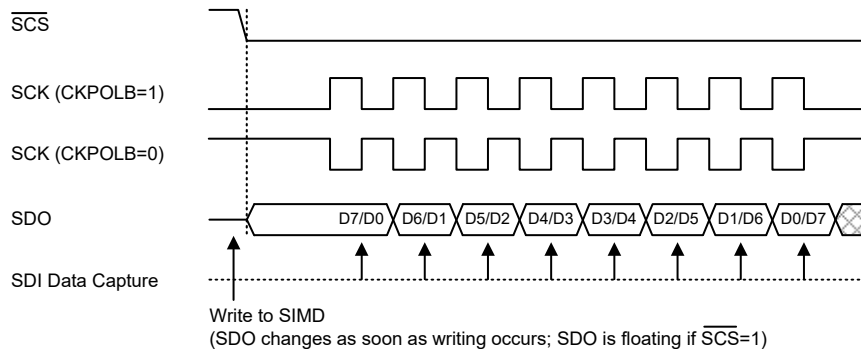 SCS
SCK (CKPOLB=1)
SCK (CKPOLB=0)
SDO D7/D0 D6/D1 D5/D2 D4/D3 D3/D4 D2/D5 D1/D6 D0/D7
SDI Data Capture
Write to SIMD
(SDO changes as soon as writing occurs; SDO is floating if SCS=1)